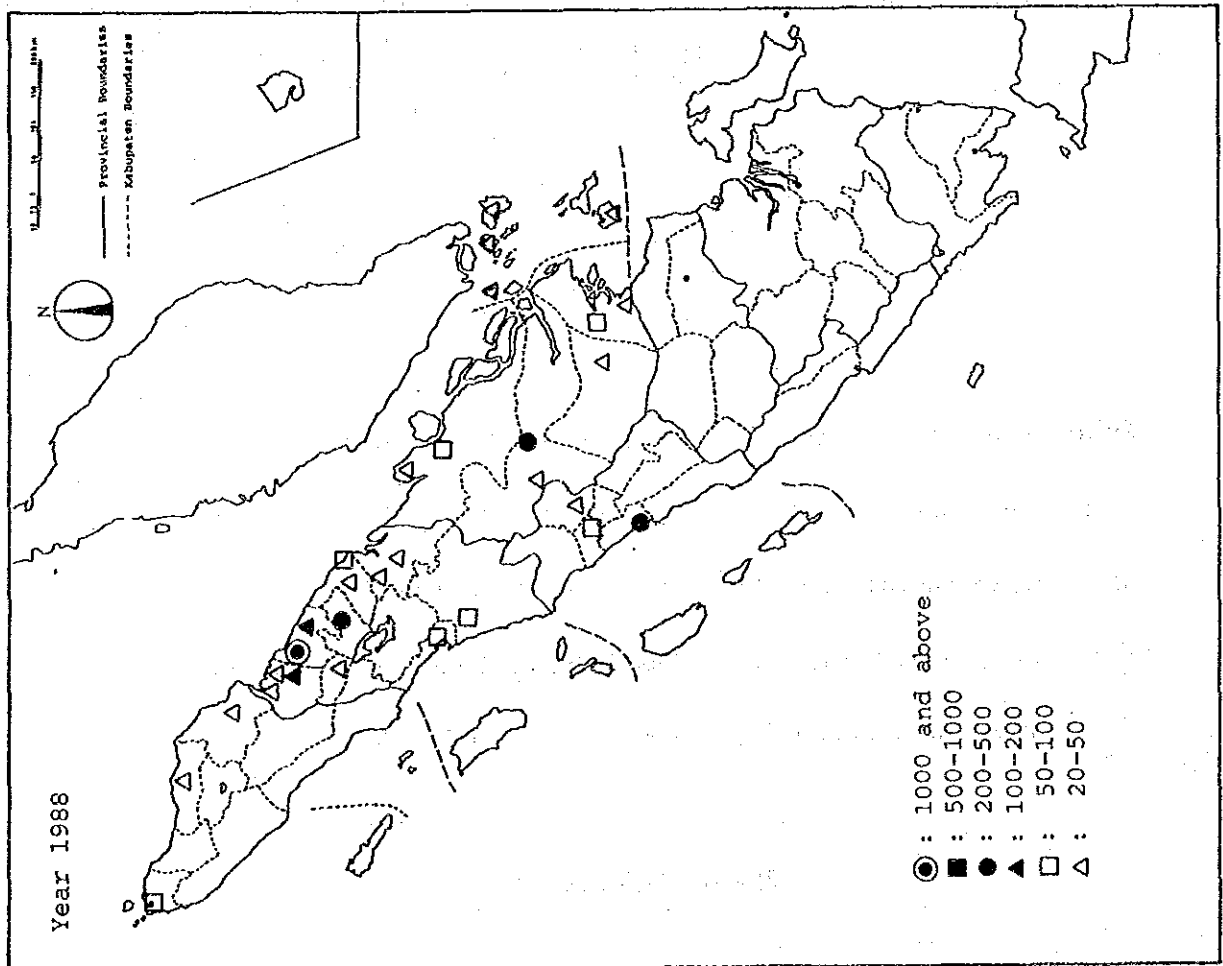 Year 1988
N
Provincial Boundaries
Kabupaten Boundaries
: 1000 and above
: 500-1000
: 200-500
: 100-200
: 50-100
: 20-50